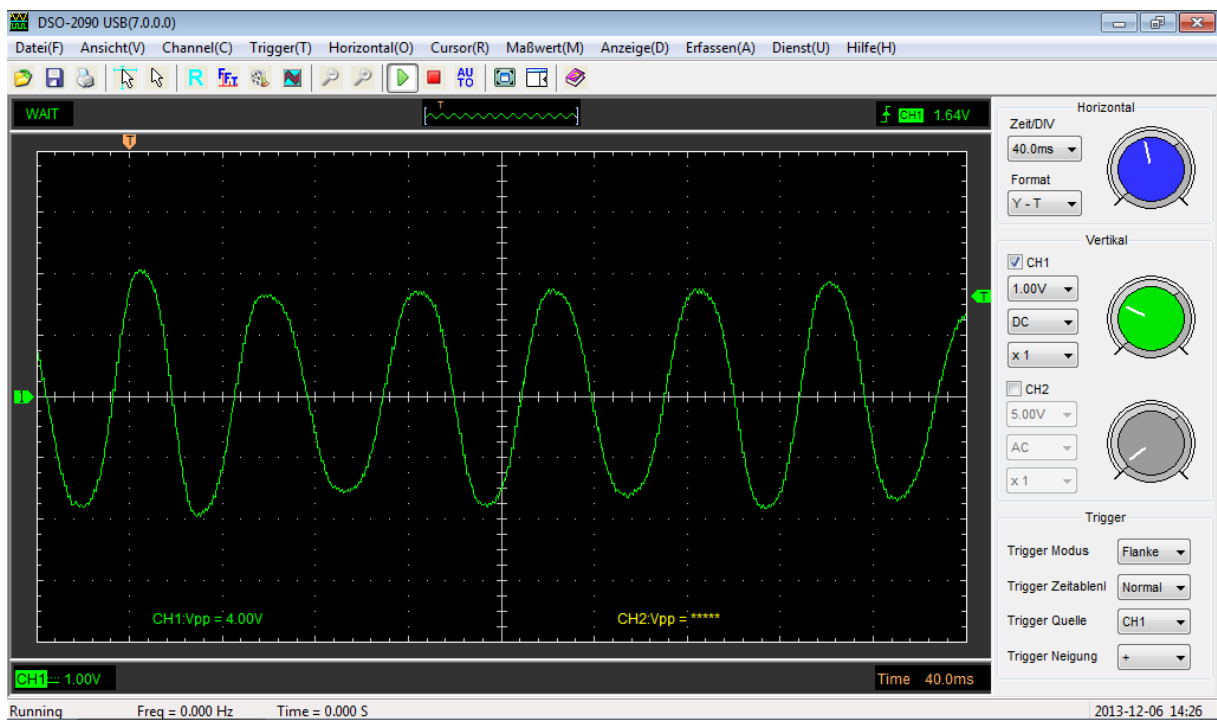 DSO-2090 USB(7.0.0.0)
Datei(F) Ansicht(V) Channel(C) Trigger(T) Horizontal(O) Cursor(R) Maßwert(M) Anzeige(D) Erfassen(A) Dienst(U) Hilfe(H)
R FFT AUTO
WAIT
T
CH1 1.64V
T
T
1
CH1:Vpp = 4.00V
CH2:Vpp = *****
CH1 1.00V
Time 40.0ms
Horizontal
Zeit/DIV
40.0ms
Format
Y - T
Vertikal
CH1
1.00V
DC
x 1
CH2
5.00V
AC
x 1
Trigger
Trigger Modus Flanke
Trigger Zeitablenl Normal
Trigger Quelle CH1
Trigger Neigung +
Running Freq = 0.000 Hz Time = 0.000 S 2013-12-06 14:26